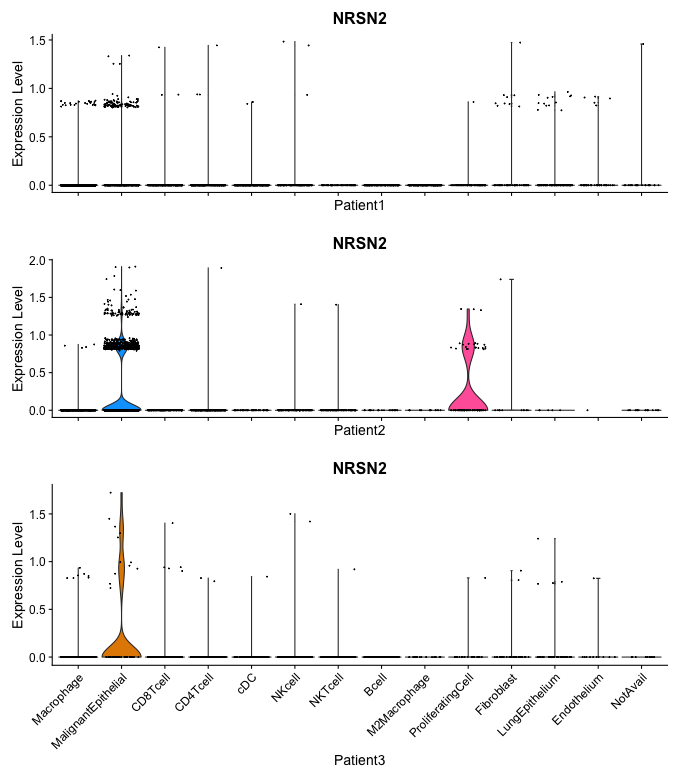 NRSN2
Expression Level
1.5
1.0
0.5
0.0
Patient1
NRSN2
Expression Level
2.0
1.5
1.0
0.5
0.0
Patient2
NRSN2
Expression Level
1.5
1.0
0.5
0.0
Macrophage
MalignantEpithelial
CD8Tcell
CD4Tcell
cDC
NKcell
NKTcell
Bcell
M2Macrophage
ProliferatingCell
Fibroblast
LungEpithelium
Endothelium
NotAvail
Patient3